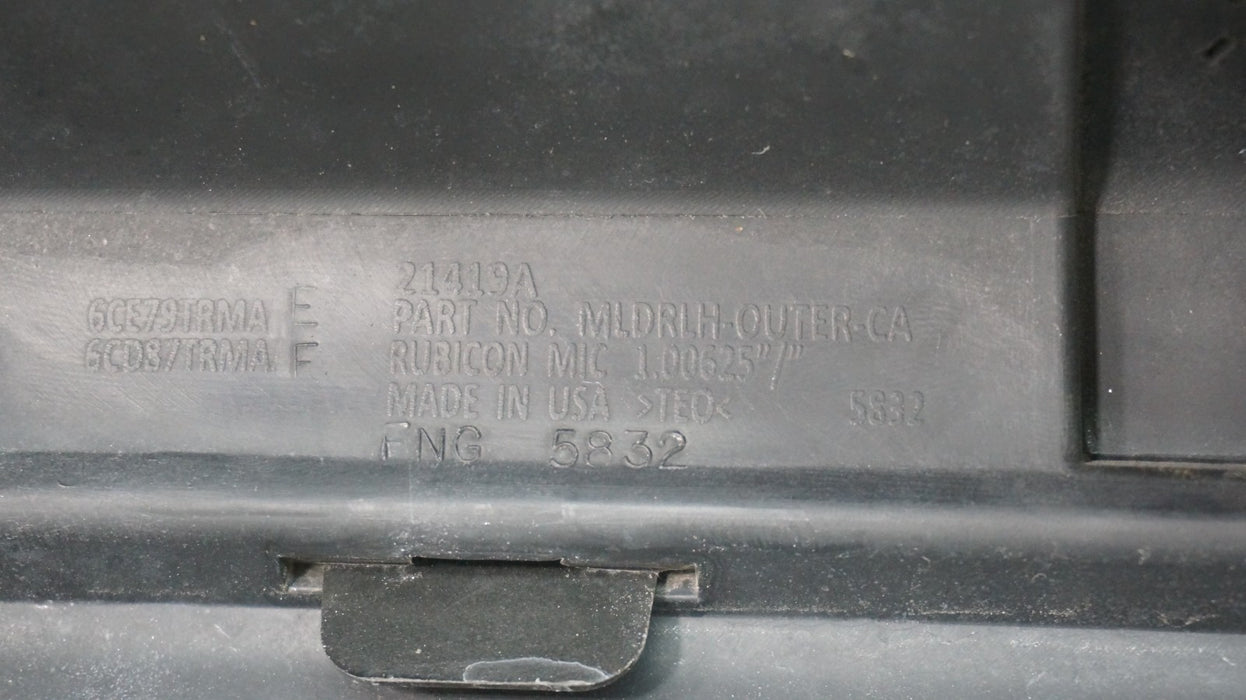 6CE79TRMA E
6CD87TRMA. F
21419A
PART NO. MLDRLH-OUTER-CA
RUBICON MIC 1.00625"/"
MADE IN USA >TEO< 5832
ENG 5832